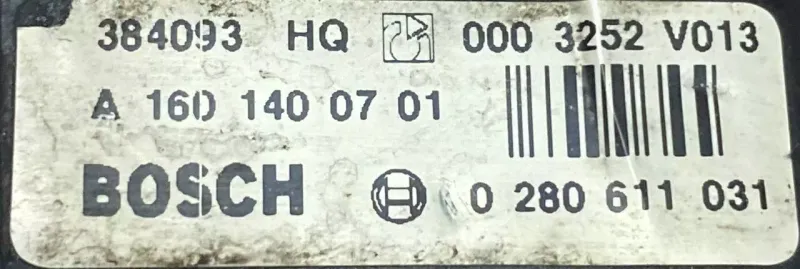 384093 HQ 000 3252 V013
A 160 140 07 01
BOSCH 0 280 611 031